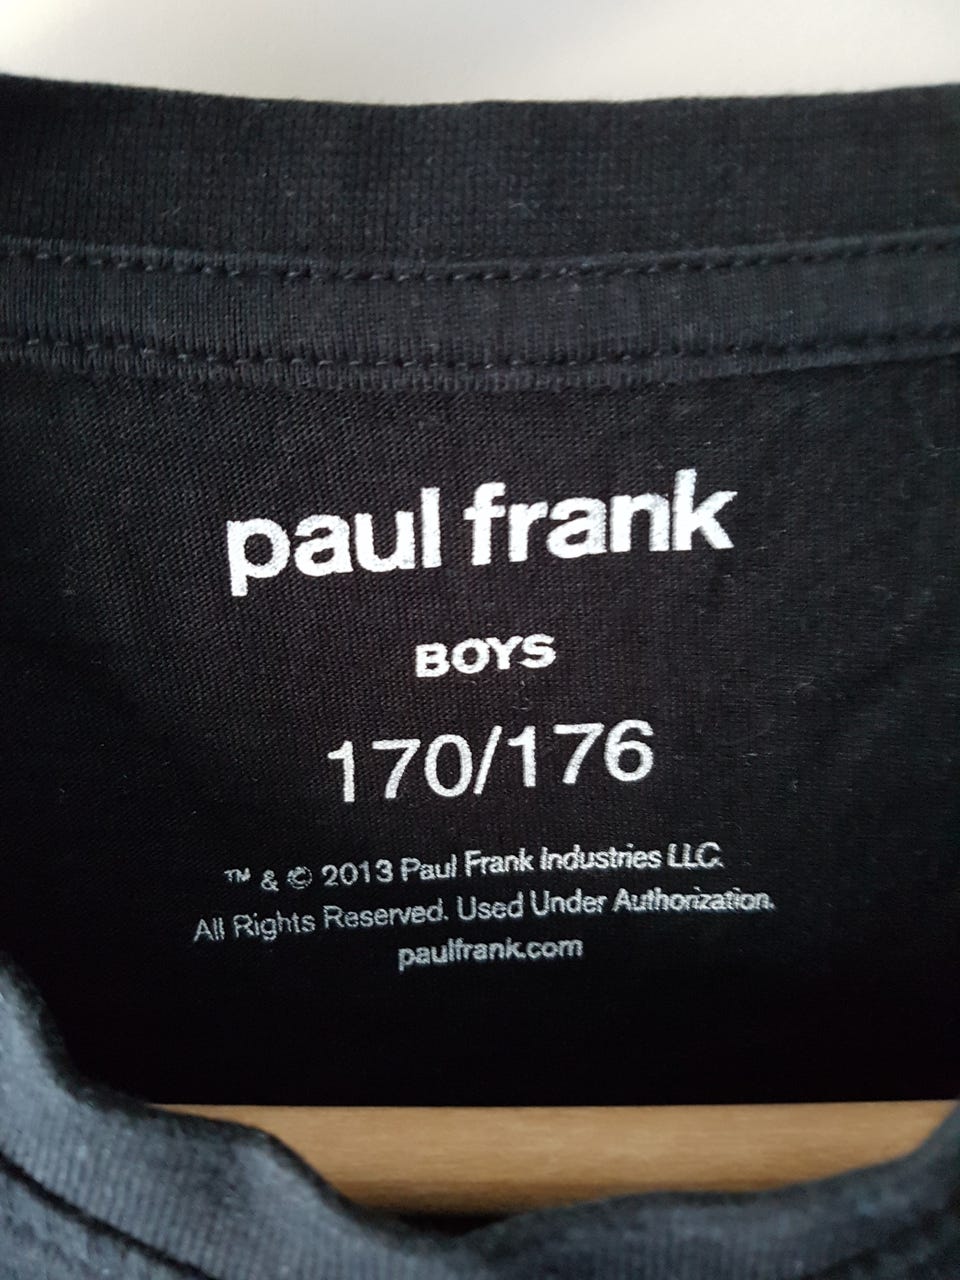 paul frank
BOYS
170/176
™ & © 2013 Paul Frank Industries LLC.
All Rights Reserved. Used Under Authorization.
paulfrank.com